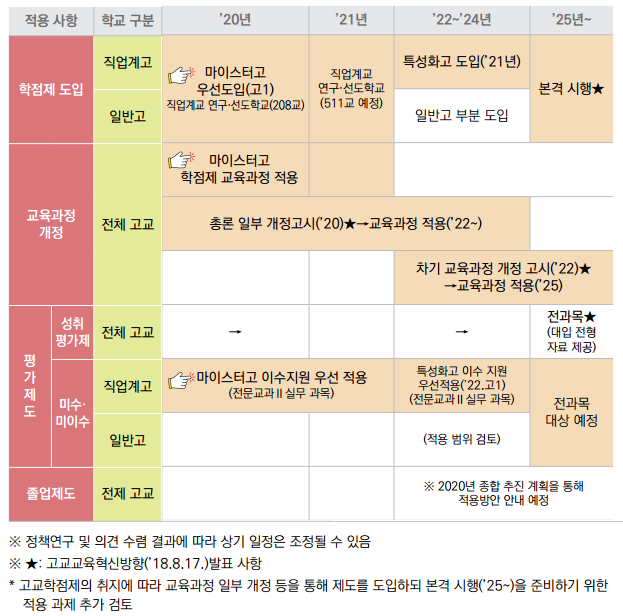 적용 사항 학교 구분 ’20년 ’21년 ’22~’24년 ’25년~
학점제 도입
직업계고
일반고
마이스터고
우선도입(고1)
직업계교 연구·선도학교(208교)
직업계교
연구·선도학교
(511교 예정)
특성화고 도입(’21년)
일반고 부분 도입
본격 시행★
교육과정
개정
전체 고교
마이스터고
학점제 교육과정 적용
총론 일부 개정고시(’20)★→교육과정 적용(’22~)
차기 교육과정 개정 고시(’22)★
→교육과정 적용(’25)
평가제도
성취
평가제
전체 고교
→
→
전과목★
(대입 전형
자료 제공)
미수·
미이수
직업계고
마이스터고 이수지원 우선 적용
(전문교과Ⅱ 실무 과목)
특성화고 이수 지원
우선적용(’22.고1)
(전문교과Ⅱ 실무 과목)
전과목
대상 예정
일반고
(적용 범위 검토)
졸업제도
전제 고교
※ 2020년 종합 추진 계획을 통해
적용방안 안내 예정
※ 정책연구 및 의견 수렴 결과에 따라 상기 일정은 조정될 수 있음
※ ★: 고교교육혁신방향(’18.8.17.)발표 사항
* 고교학점제의 취지에 따라 교육과정 일부 개정 등을 통해 제도를 도입하되 본격 시행(’25~)을 준비하기 위한
적용 과제 추가 검토